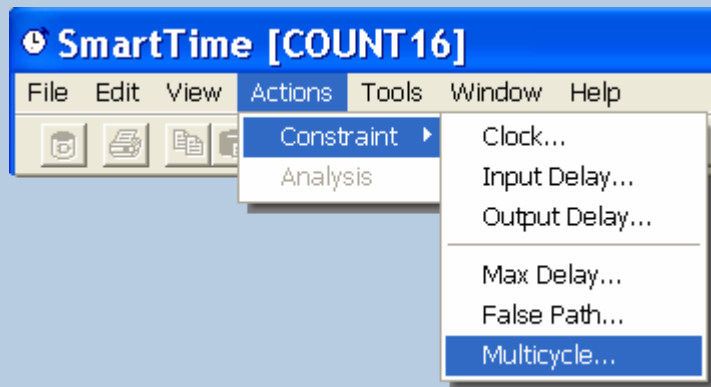 SmartTime [COUNT16]
File Edit View Actions Tools Window Help
Constraint
Analysis
Clock...
Input Delay...
Output Delay...
Max Delay...
False Path...
Multicycle...